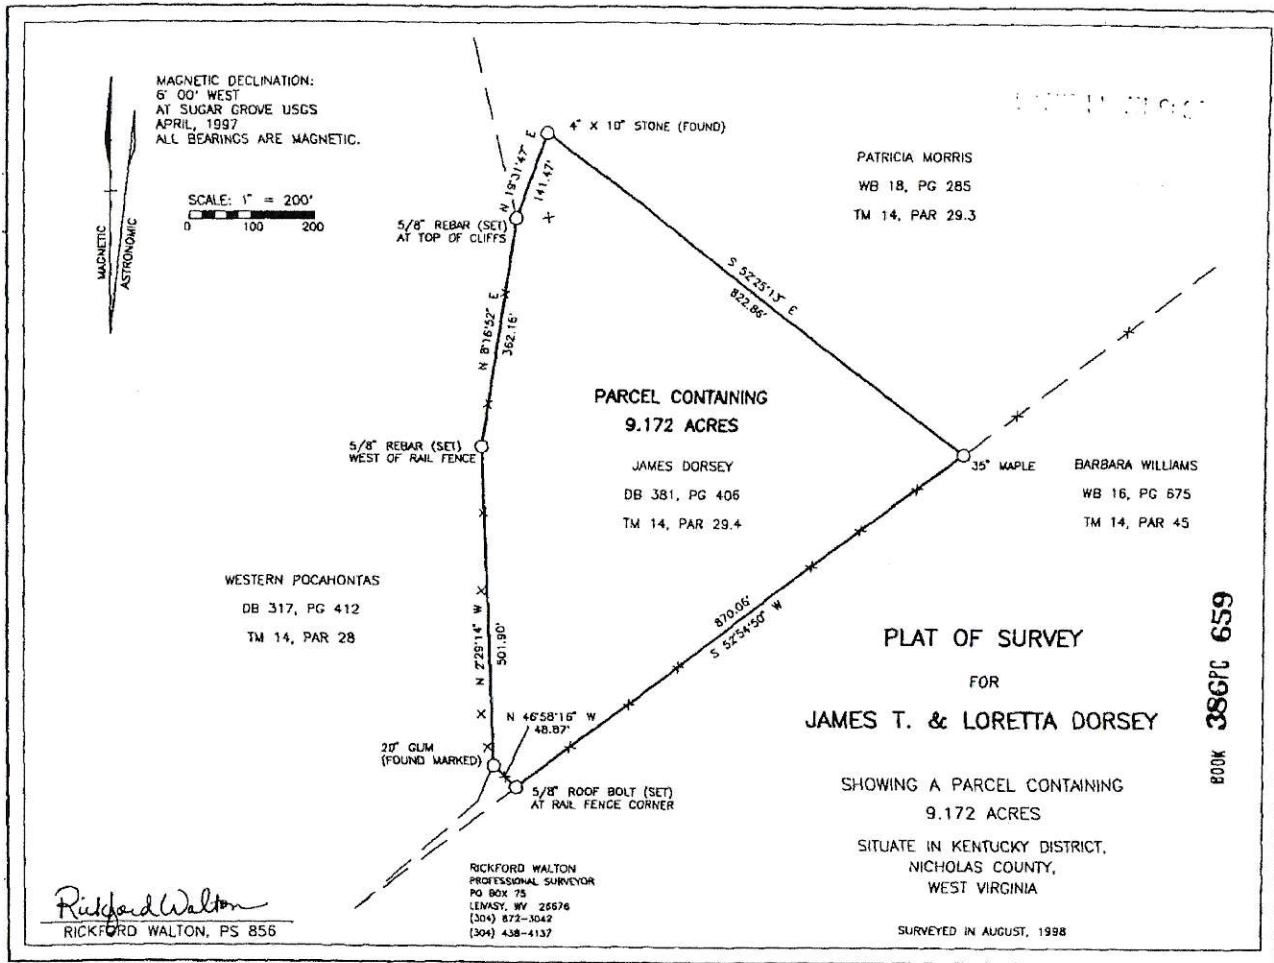 MAGNETIC DECLINATION:
6° 00' WEST
AT SUGAR GROVE USGS
APRIL, 1997
ALL BEARINGS ARE MAGNETIC.
MAGNETIC
ASTRONOMIC
SCALE: 1" = 200'
0 100 200
4" X 10" STONE (FOUND)
N 19°31'47" E
141.47'
5/8" REBAR (SET)
AT TOP OF CLIFFS
PATRICIA MORRIS
WB 18, PG 285
TM 14, PAR 29.3
S 52°25'13" E
822.86'
N 8°16'52" E
362.16'
PARCEL CONTAINING
9.172 ACRES
JAMES DORSEY
DB 381, PG 406
TM 14, PAR 29.4
5/8" REBAR (SET)
WEST OF RAIL FENCE
35" MAPLE
BARBARA WILLIAMS
WB 16, PG 675
TM 14, PAR 45
WESTERN POCAHONTAS
DB 317, PG 412
TM 14, PAR 28
N 2°29'14" W
501.90'
870.06'
S 52°54'50" W
N 46°58'16" W
48.87'
20" GUM
(FOUND MARKED)
5/8" ROOF BOLT (SET)
AT RAIL FENCE CORNER
PLAT OF SURVEY
FOR
JAMES T. & LORETTA DORSEY
SHOWING A PARCEL CONTAINING
9.172 ACRES
SITUATE IN KENTUCKY DISTRICT,
NICHOLAS COUNTY,
WEST VIRGINIA
SURVEYED IN AUGUST, 1998
BOOK 386PC 659
RICKFORD WALTON
PROFESSIONAL SURVEYOR
PO BOX 75
LEIVASY, WV 26676
(304) 872-3042
(304) 438-4137
Rickford Walton
RICKFORD WALTON, PS 856